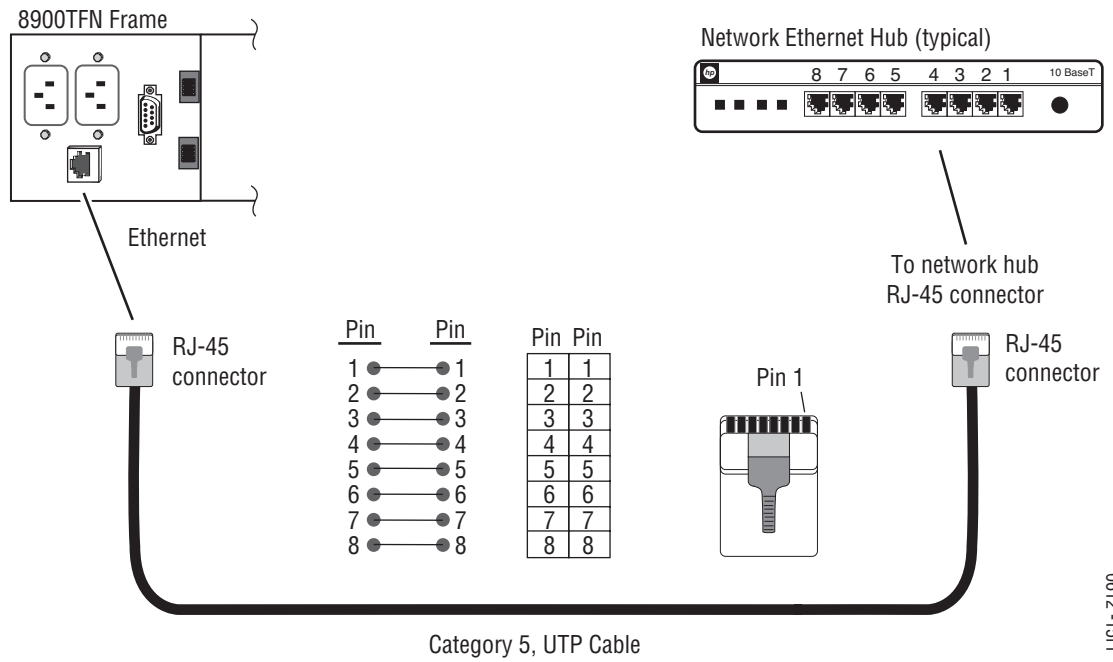 8900TFN Frame
Network Ethernet Hub (typical)
hp
8 7 6 5 4 3 2 1
10 BaseT
Ethernet
To network hub
RJ-45 connector
RJ-45
connector
Pin Pin
1 1
2 2
3 3
4 4
5 5
6 6
7 7
8 8
Pin Pin
1 1
2 2
3 3
4 4
5 5
6 6
7 7
8 8
Pin 1
RJ-45
connector
Category 5, UTP Cable